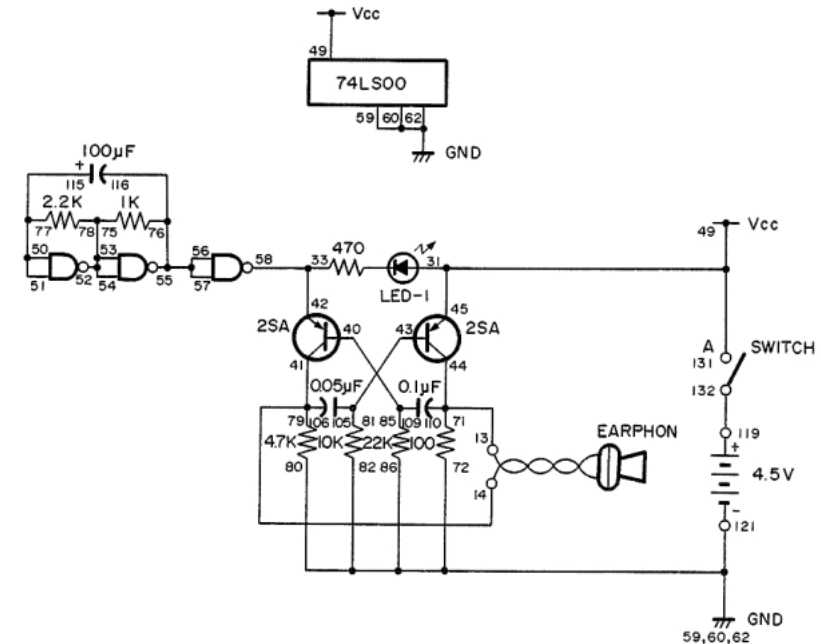 Vcc
49
74LS00
59 60 62
GND
100µF
+
115 116
2.2K 1K
77 78 75 76
50 53 56 58
51 52 54 55 57
470
33 31
LED-1
49 Vcc
42 45
2SA 40 43 2SA
41 44
A
131 SWITCH
132
0.05µF 0.1µF
79 106 105 81 85 109 110 71
4.7K 10K 22K 100
80 82 86 72
13
14
EARPHON
119
+
4.5V
-
121
GND
59,60,62